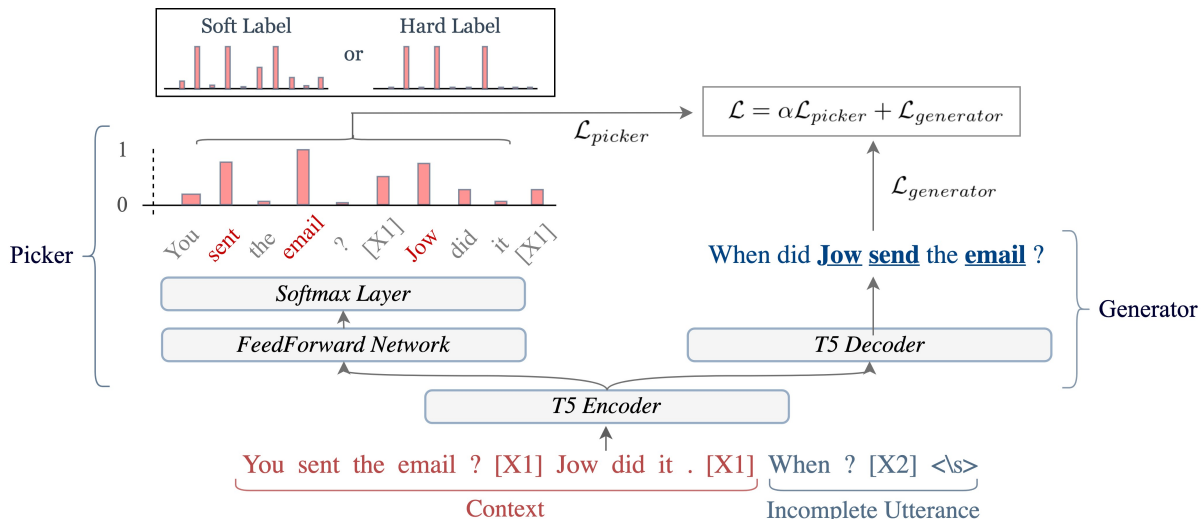 Soft Label
or
Hard Label
ℒ = αℒ_picker + ℒ_generator
ℒ_picker
1
0
ℒ_generator
You sent the email ? [X1] Jow did it [X1]
Picker
When did Jow send the email ?
Softmax Layer
Generator
FeedForward Network
T5 Decoder
T5 Encoder
You sent the email ? [X1] Jow did it . [X1] When ? [X2] <\s>
Context
Incomplete Utterance